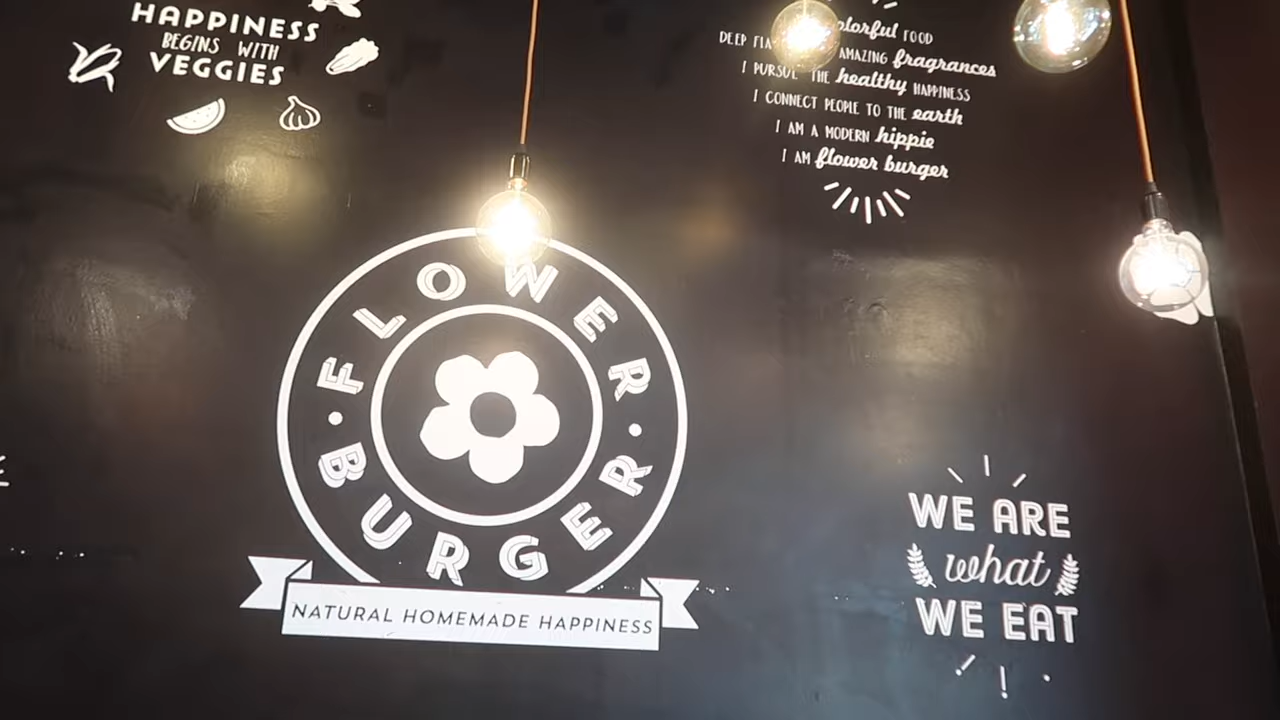 HAPPINESS
BEGINS WITH
VEGGIES
FOOD
DEEP AMAZING fragrances
I PURSUE THE healthy HAPPINESS
I CONNECT PEOPLE TO THE earth
I AM A MODERN hippie
I AM flower burger
FLOWER
BURGER
NATURAL HOMEMADE HAPPINESS
WE ARE
what
WE EAT